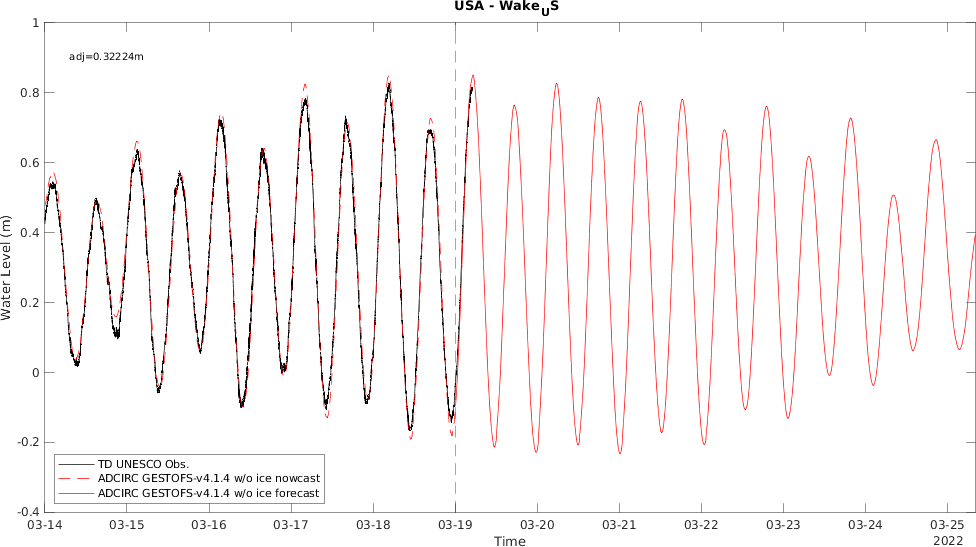 USA - Wake_US
1
0.8
0.6
0.4
0.2
0
-0.2
-0.4
Water Level (m)
adj=0.32224m
TD UNESCO Obs.
ADCIRC GESTOFS-v4.1.4 w/o ice nowcast
ADCIRC GESTOFS-v4.1.4 w/o ice forecast
03-14 03-15 03-16 03-17 03-18 03-19 03-20 03-21 03-22 03-23 03-24 03-25
2022
Time